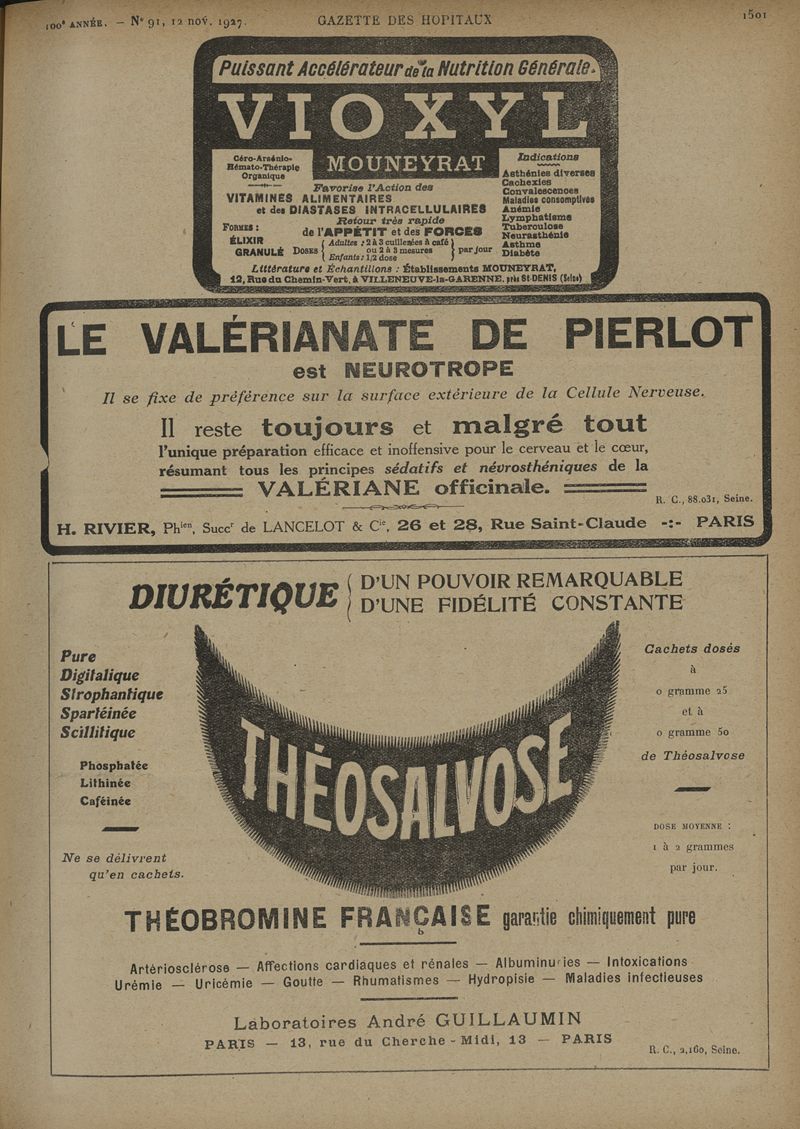 100e ANNÉE. — N° 91, 12 nov. 1927.
GAZETTE DES HOPITAUX
1501
Puissant Accélérateur de la Nutrition Générale.
VIOXYL
MOUNEYRAT
Céro-Arsénio-
Hémato-Thérapie
Organique
Favorise l'Action des
VITAMINES ALIMENTAIRES
et des DIASTASES INTRACELLULAIRES
Retour très rapide
de l'APPÉTIT et des FORCES
FORMES :
ÉLIXIR
GRANULÉ
DOSES
Adultes : 2 à 3 cuillerées à café
ou 2 à 3 mesures
Enfants : 1/2 dose
par jour
Indications
Asthénies diverses
Cachexies
Convalescences
Maladies consomptives
Anémie
Lymphatisme
Tuberculose
Neurasthénie
Asthme
Diabète
Littérature et Échantillons : Établissements MOUNEYRAT,
12, Rue du Chemin-Vert, à VILLENEUVE-la-GARENNE, près St-DENIS (Seine)
LE VALÉRIANATE DE PIERLOT
est NEUROTROPE
Il se fixe de préférence sur la surface extérieure de la Cellule Nerveuse.
Il reste toujours et malgré tout
l'unique préparation efficace et inoffensive pour le cerveau et le cœur,
résumant tous les principes sédatifs et névrosthéniques de la
VALÉRIANE officinale.
R. C., 88.031, Seine.
H. RIVIER, Phien, Succr de LANCELOT & Cie, 26 et 28, Rue Saint-Claude -:- PARIS
DIURÉTIQUE
D'UN POUVOIR REMARQUABLE
D'UNE FIDÉLITÉ CONSTANTE
Pure
Digitalique
Strophantique
Spartéinée
Scillitique
Phosphatée
Lithinée
Caféinée
Ne se délivrent
qu'en cachets.
THÉOSALVOSE
Cachets dosés
à
0 gramme 25
et à
0 gramme 50
de Théosalvose
DOSE MOYENNE :
1 à 2 grammes
par jour.
THÉOBROMINE FRANÇAISE garantie chimiquement pure
Artériosclérose — Affections cardiaques et rénales — Albuminuries — Intoxications
Urémie — Uricémie — Goutte — Rhumatismes — Hydropisie — Maladies infectieuses
Laboratoires André GUILLAUMIN
PARIS — 13, rue du Cherche-Midi, 13 — PARIS
R. C., 2,160, Seine.